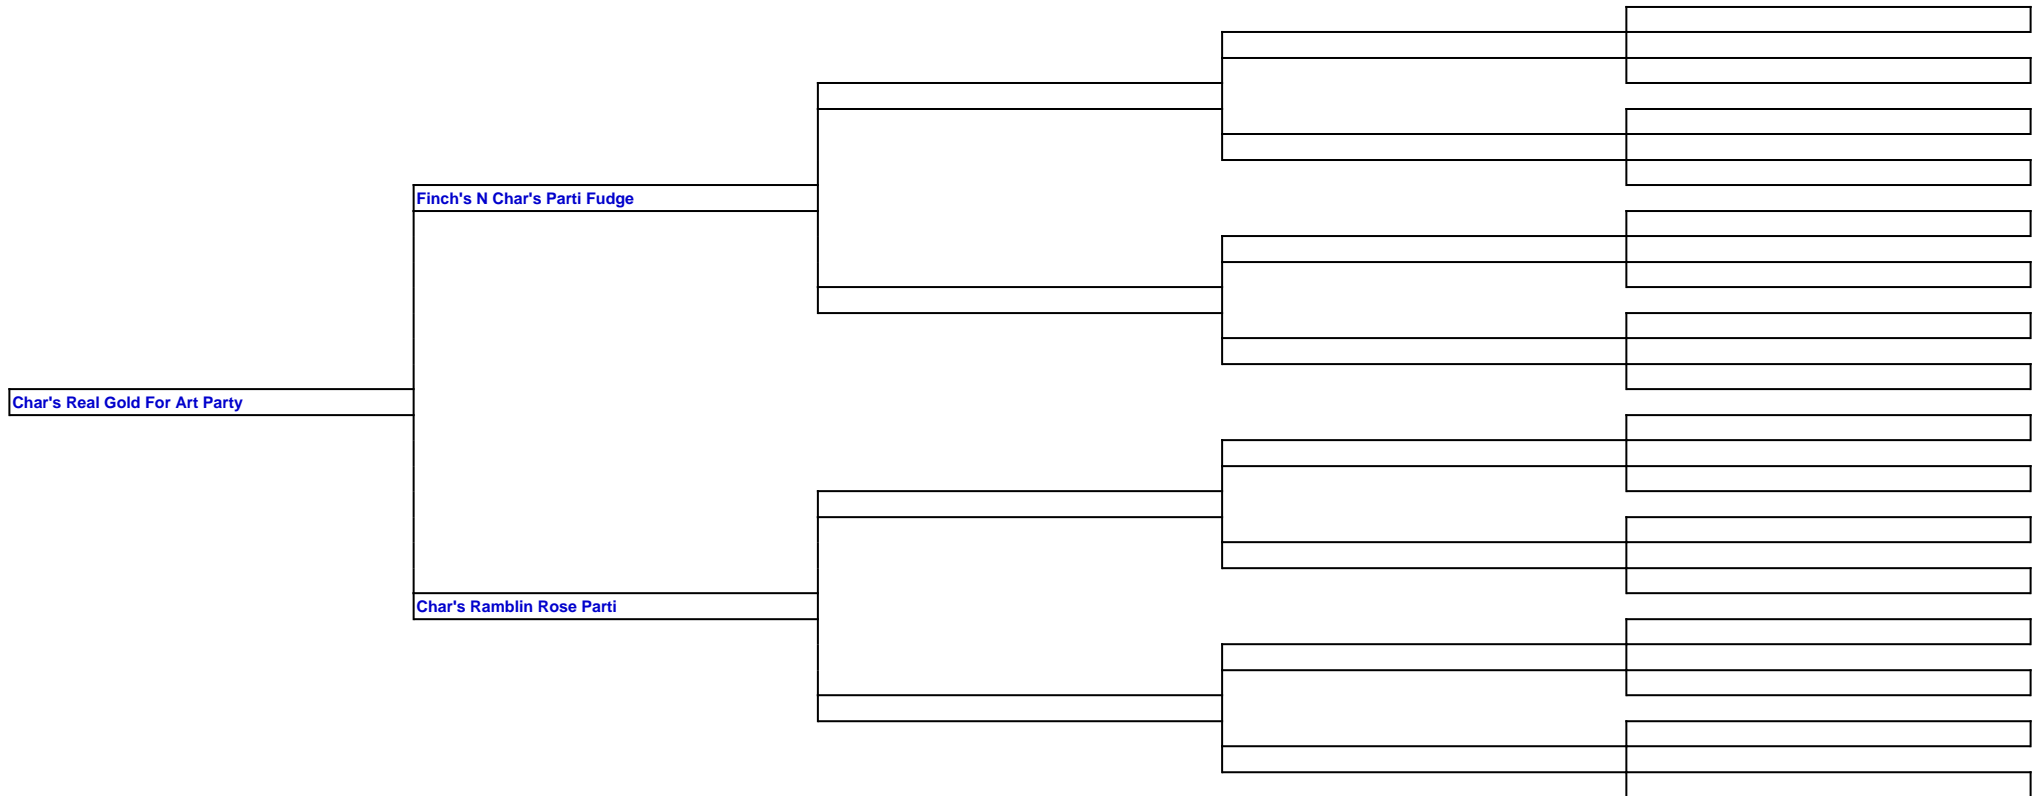 Finch's N Char's Parti Fudge
Char's Real Gold For Art Party
Char's Ramblin Rose Parti